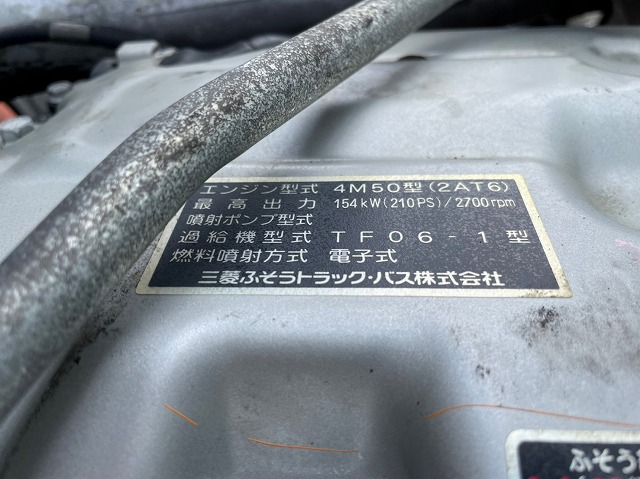 エンジン型式 4M50型(2AT6)
最高出力 154kW(210PS)/2700rpm
噴射ポンプ型式
過給機型式 TF06-1型
燃料噴射方式 電子式
三菱ふそうトラック・バス株式会社
ふそう